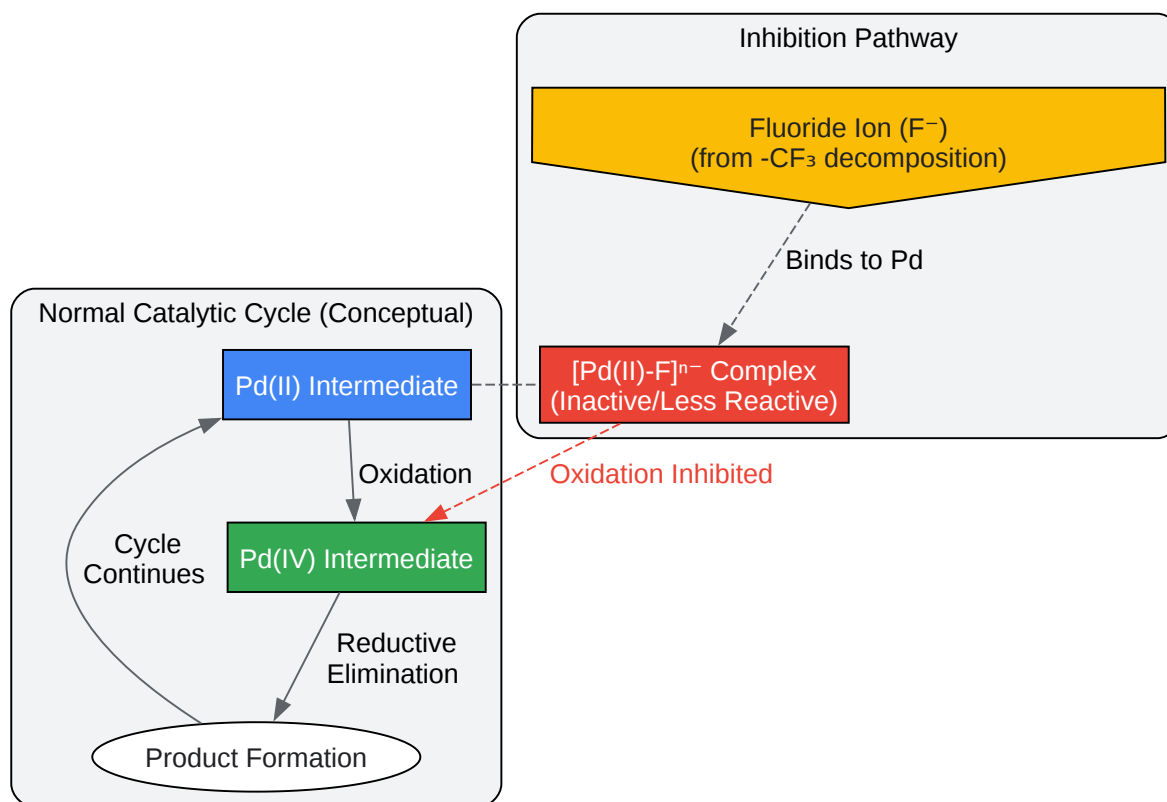 Inhibition Pathway
Fluoride Ion (F⁻)
(from -CF₃ decomposition)
Binds to Pd
[Pd(II)-F]ⁿ⁻ Complex
(Inactive/Less Reactive)
Oxidation Inhibited
Normal Catalytic Cycle (Conceptual)
Pd(II) Intermediate
Oxidation
Pd(IV) Intermediate
Cycle
Continues
Reductive
Elimination
Product Formation